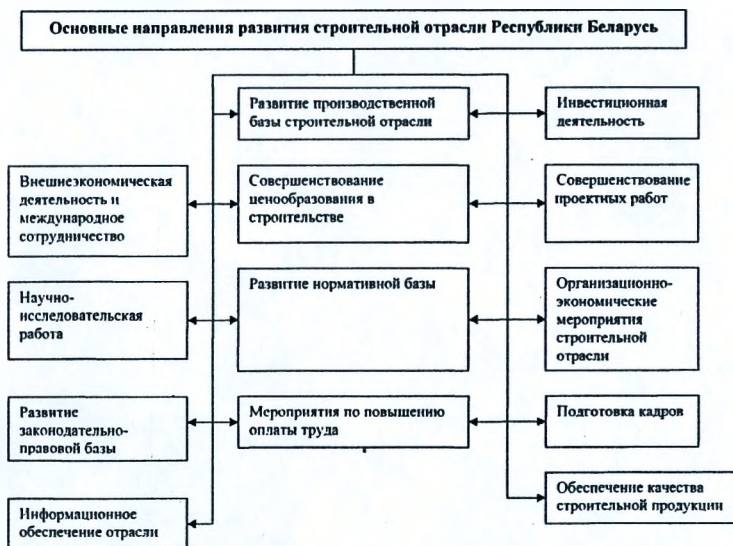 Основные направления развития строительной отрасли Республики Беларусь
Развитие производственной
базы строительной отрасли
Инвестиционная
деятельность
Внешнеэкономическая
деятельность и
международное
сотрудничество
Совершенствование
ценообразования в
строительстве
Совершенствование
проектных работ
Научно-
исследовательская
работа
Развитие нормативной базы
Организационно-
экономические
мероприятия
строительной
отрасли
Развитие
законодательно-
правовой базы
Мероприятия по повышению
оплаты труда
Подготовка кадров
Информационное
обеспечение отрасли
Обеспечение качества
строительной продукции